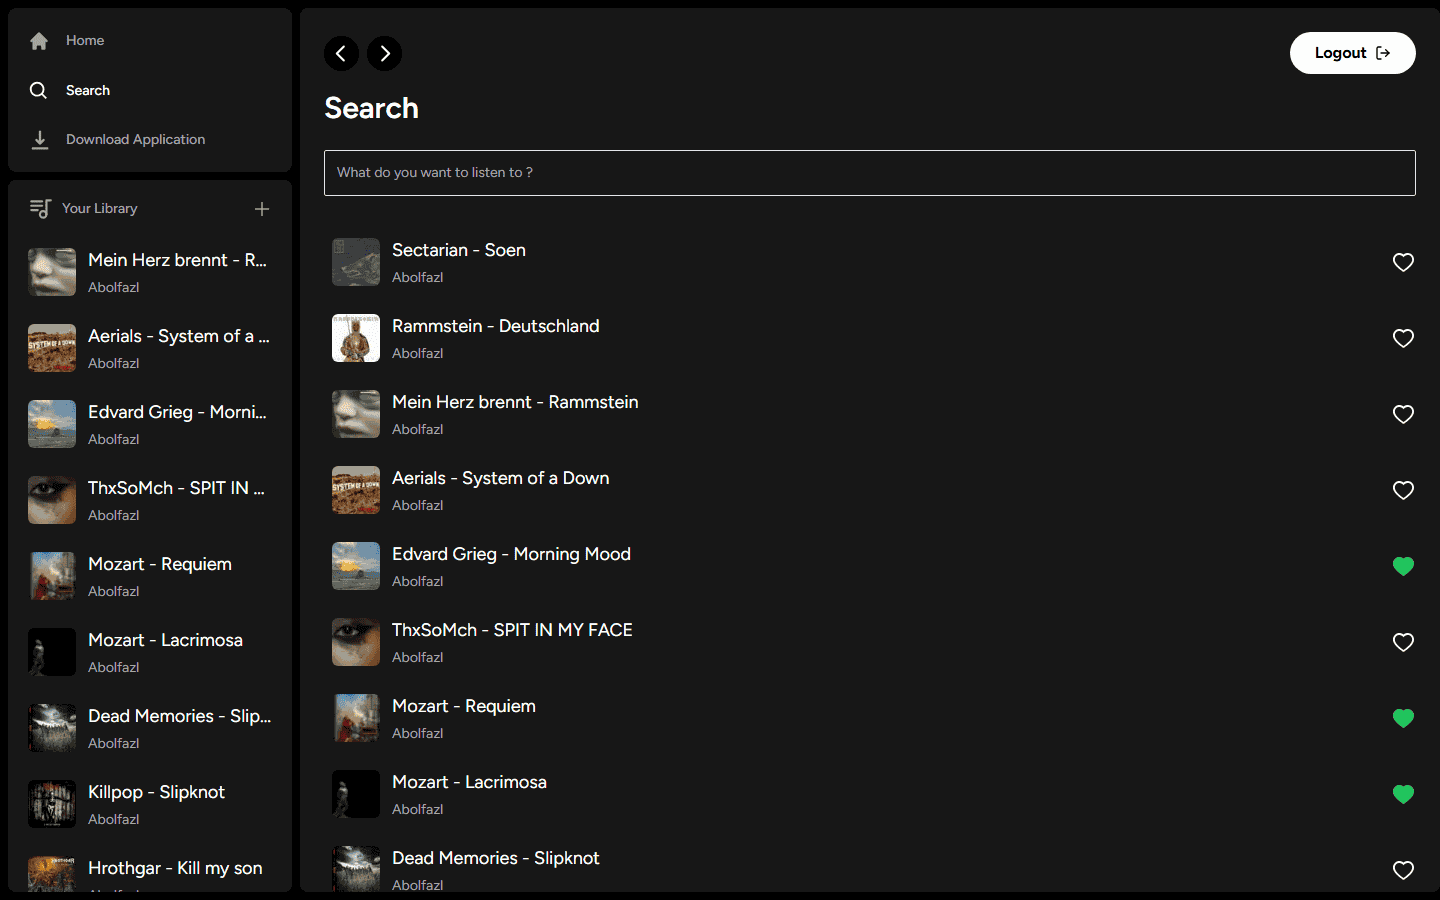 Home
Search
Download Application
Your Library
Mein Herz brennt - R...
Abolfazl
Aerials - System of a ...
Abolfazl
Edvard Grieg - Morni...
Abolfazl
ThxSoMch - SPIT IN ...
Abolfazl
Mozart - Requiem
Abolfazl
Mozart - Lacrimosa
Abolfazl
Dead Memories - Slip...
Abolfazl
Killpop - Slipknot
Abolfazl
Hrothgar - Kill my son
Logout
Search
What do you want to listen to ?
Sectarian - Soen
Abolfazl
Rammstein - Deutschland
Abolfazl
Mein Herz brennt - Rammstein
Abolfazl
Aerials - System of a Down
Abolfazl
SYSTEM OF A DOWN
Edvard Grieg - Morning Mood
Abolfazl
ThxSoMch - SPIT IN MY FACE
Abolfazl
Mozart - Requiem
Abolfazl
Mozart - Lacrimosa
Abolfazl
Dead Memories - Slipknot
Abolfazl